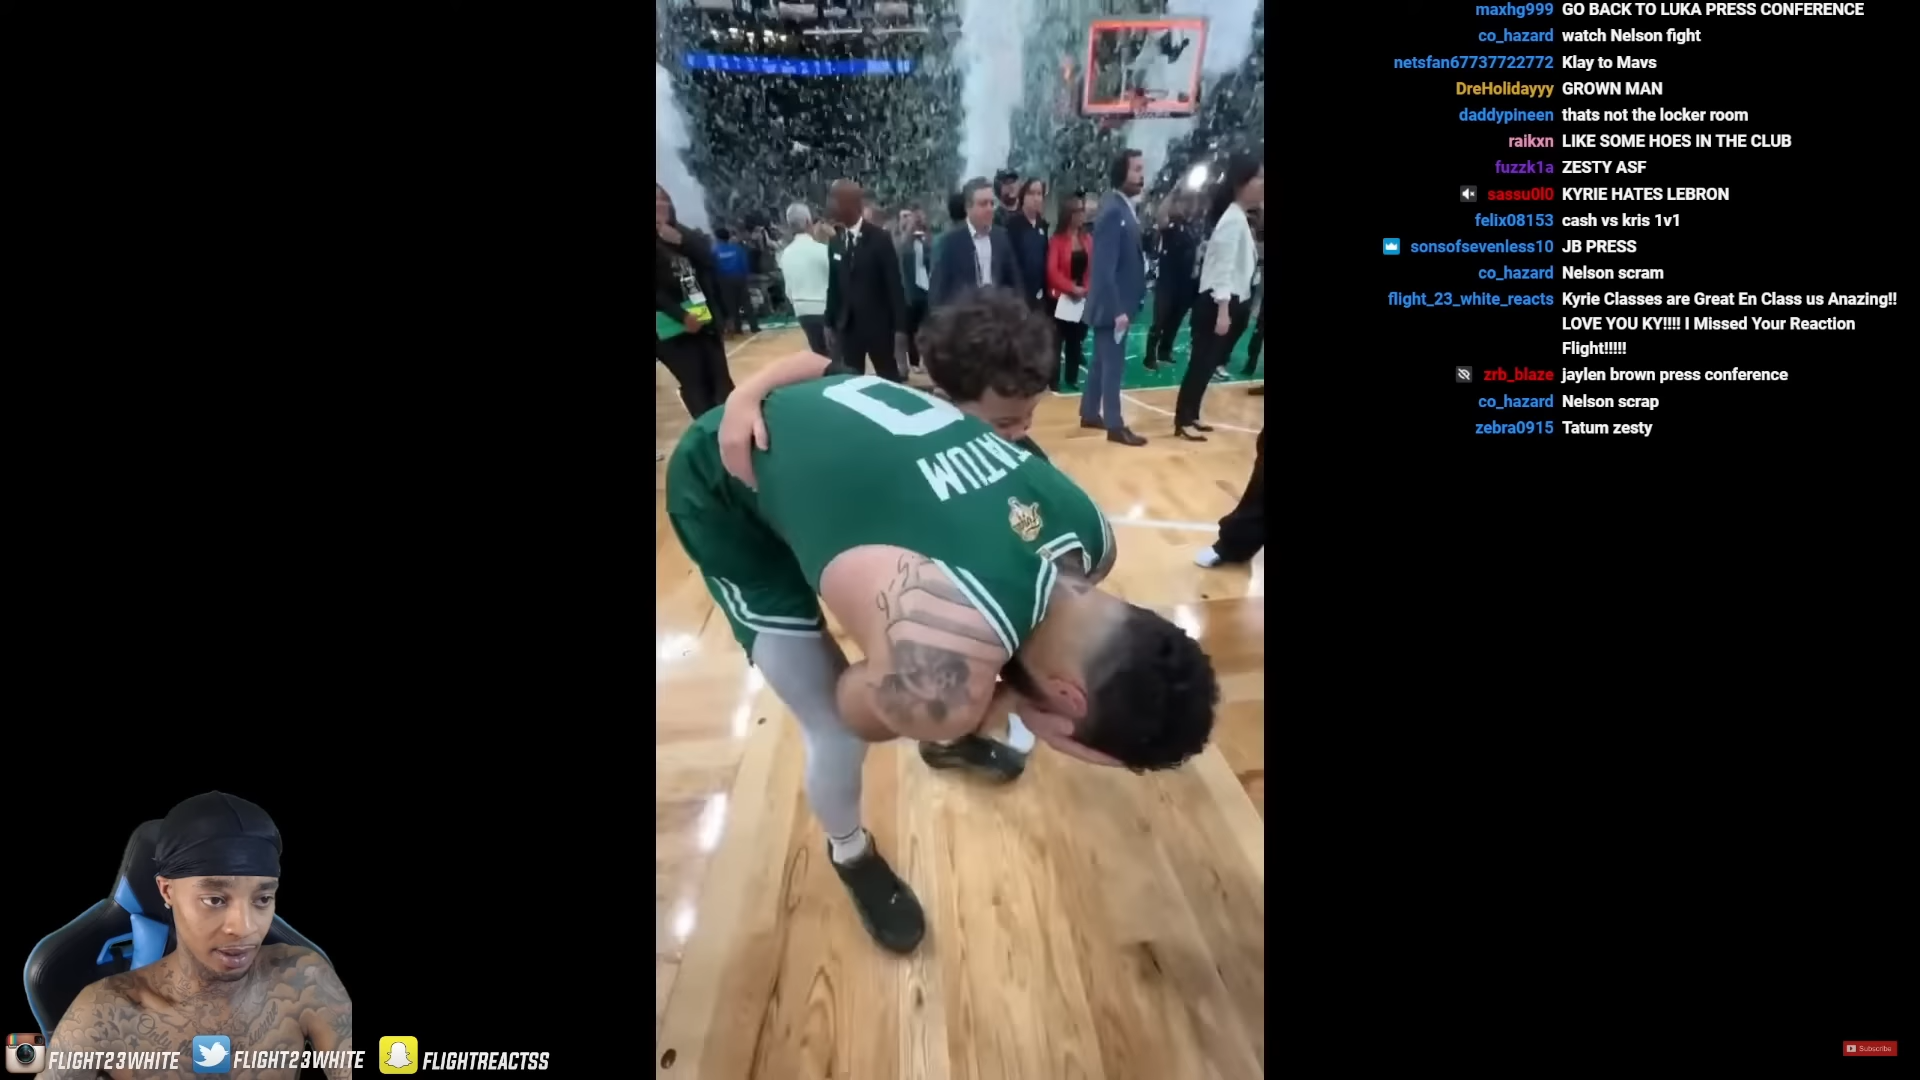 maxhg999 GO BACK TO LUKA PRESS CONFERENCE
co_hazard watch Nelson fight
netsfan67737722772 Klay to Mavs
DreHolidayyy GROWN MAN
daddypineen thats not the locker room
raikxn LIKE SOME HOES IN THE CLUB
fuzzk1a ZESTY ASF
sassu0l0 KYRIE HATES LEBRON
felix08153 cash vs kris 1v1
sonsofsevenless10 JB PRESS
co_hazard Nelson scram
flight_23_white_reacts Kyrie Classes are Great En Class us Anazing!!
LOVE YOU KY!!!! I Missed Your Reaction
Flight!!!!!
zrb_blaze jaylen brown press conference
co_hazard Nelson scrap
zebra0915 Tatum zesty
0
TATUM
FLIGHT23WHITE
FLIGHT23WHITE
FLIGHTREACTSS
Subscribe